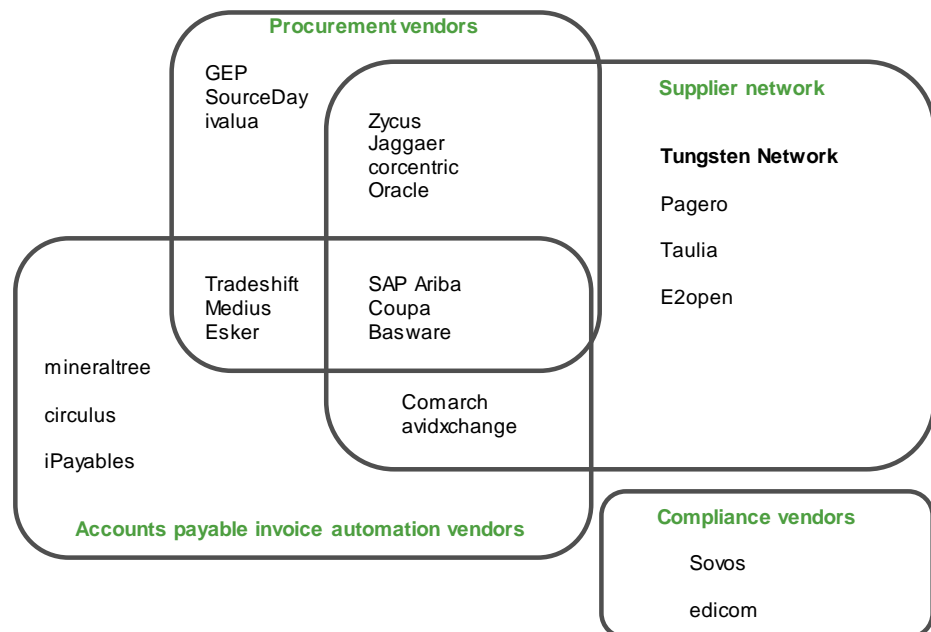 Procurement vendors
GEP
SourceDay
ivalua
Supplier network
Zycus
Jaggaer
corcentric
Oracle
Tungsten Network
Pagero
Taulia
E2open
Tradeshift
Medius
Esker
SAP Ariba
Coupa
Basware
mineraltree
circulus
iPayables
Comarch
avidxchange
Accounts payable invoice automation vendors
Compliance vendors
Sovos
edicom